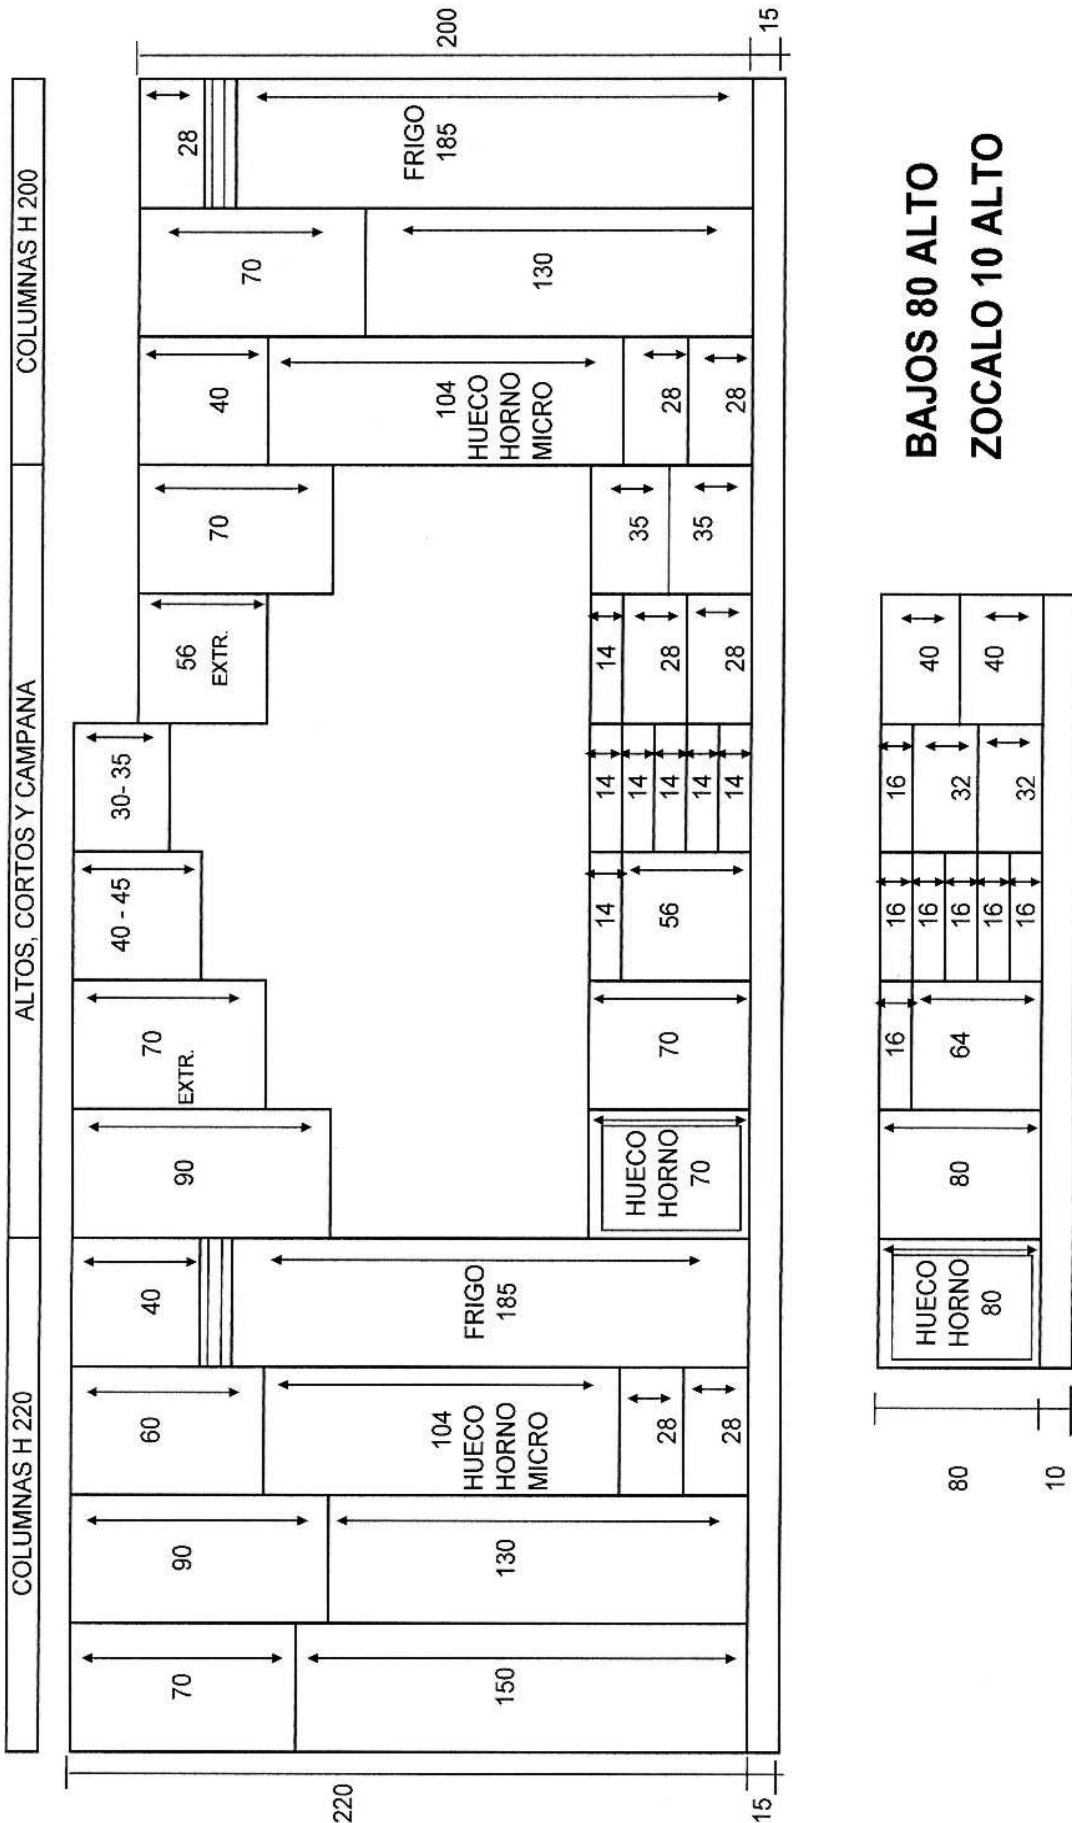 COLUMNAS H 220
ALTOS, CORTOS Y CAMPANA
COLUMNAS H 200
220
15
70
150
90
130
60
104
HUECO
HORNO
MICRO
28
28
40
FRIGO
185
90
70
EXTR.
40 - 45
30- 35
56
EXTR.
70
HUECO
HORNO
70
70
14
56
14
14
14
14
14
14
28
28
35
35
40
104
HUECO
HORNO
MICRO
28
28
70
130
28
FRIGO
185
200
15
80
10
HUECO
HORNO
80
80
16
64
16
16
16
16
16
16
32
32
40
40
BAJOS 80 ALTO
ZOCALO 10 ALTO